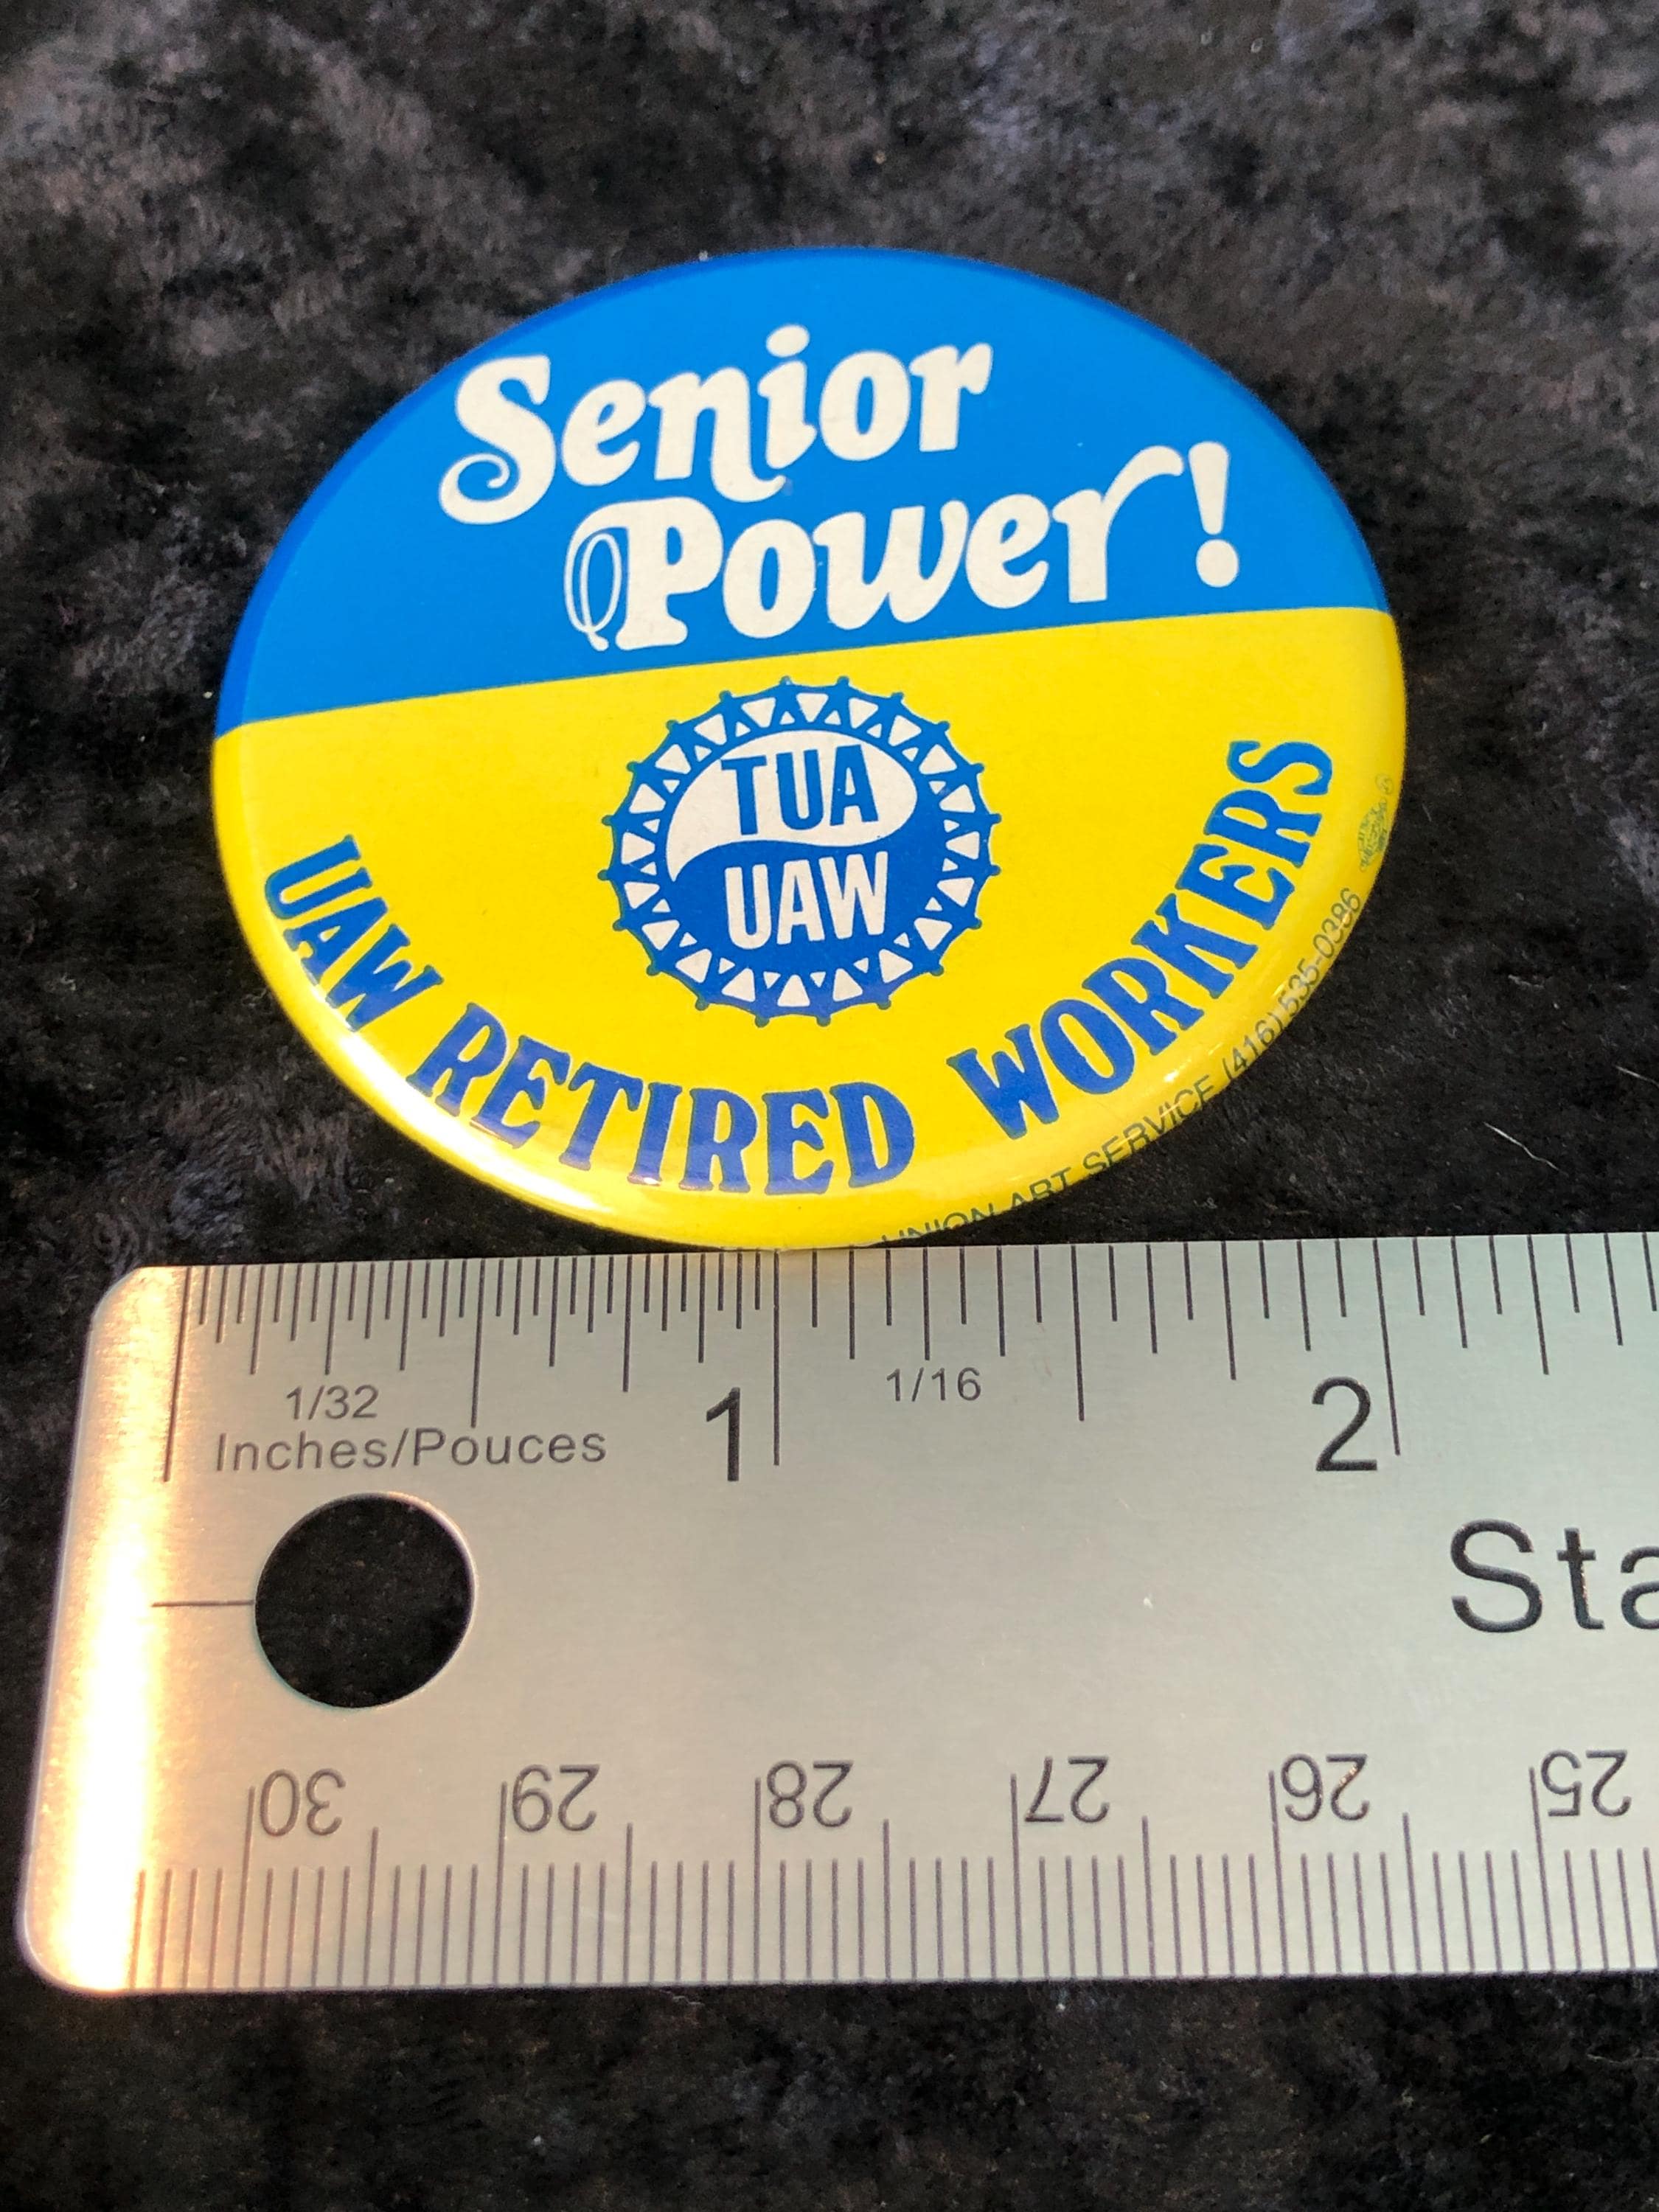 Senior
Power!
TUA
UAW
UAW RETIRED WORKERS
UNION ART SERVICE (416) 535-0386
1/32
Inches/Pouces
1
1/16
2
Sta
30
29
28
27
26
25